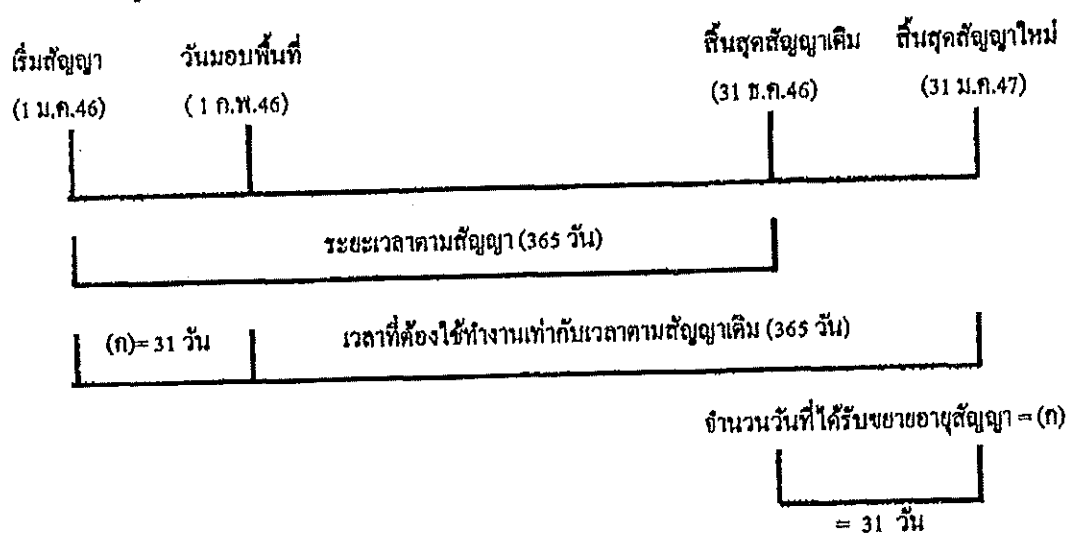 เริ่มสัญญา วันมอบพื้นที่ สิ้นสุดสัญญาเดิม สิ้นสุดสัญญาใหม่
(1 ม.ค.46) ( 1 ก.พ.46) (31 ธ.ค.46) (31 ม.ค.47)
ระยะเวลาตามสัญญา (365 วัน)
(ก)= 31 วัน เวลาที่ต้องใช้ทำงานเท่ากับเวลาตามสัญญาเดิม (365 วัน)
จำนวนวันที่ได้รับขยายอายุสัญญา = (ก)
= 31 วัน